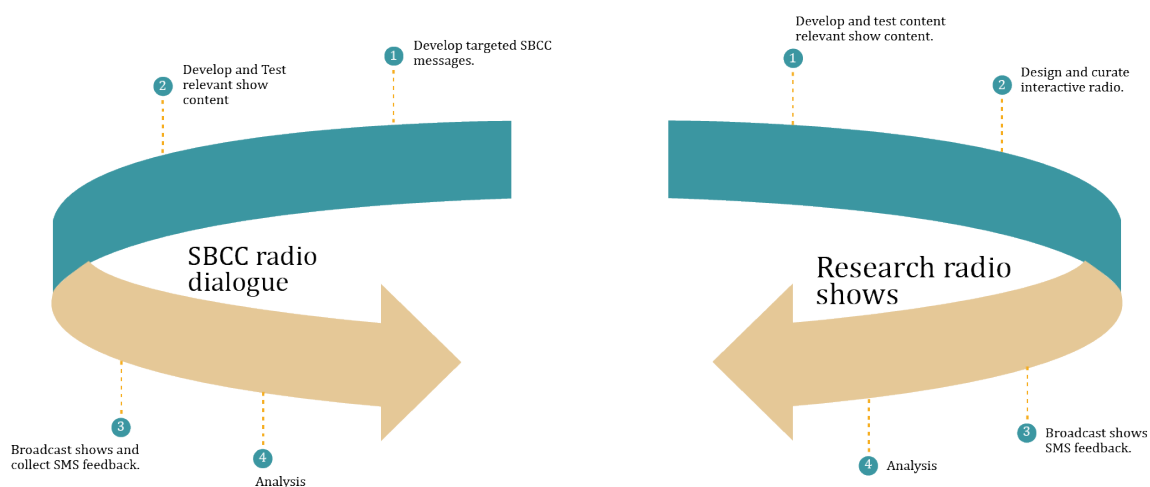 1
Develop targeted SBCC
messages.
2
Develop and Test
relevant show
content
SBCC radio
dialogue
3
Broadcast shows and
collect SMS feedback.
4
Analysis
1
Develop and test content
relevant show content.
2
Design and curate
interactive radio.
Research radio
shows
3
Broadcast shows
SMS feedback.
4
Analysis